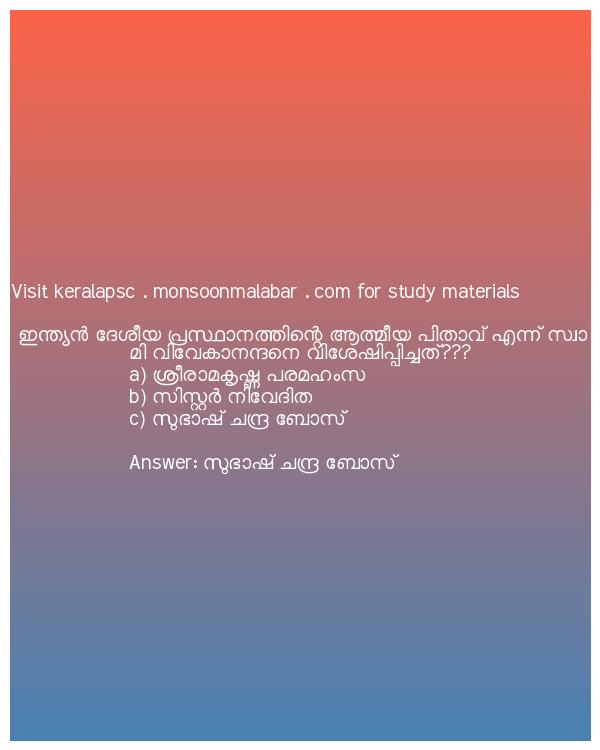 Visit keralapsc . monsoonmalabar . com for study materials
ഇന്ത്യൻ ദേശീയ പ്രസ്ഥാനത്തിന്റെ ആത്മീയ പിതാവ് എന്ന് സ്വാ
മി വിവേകാനന്ദനെ വിശേഷിപ്പിച്ചത്???
a) ശ്രീരാമകൃഷ്ണ പരമഹംസ
b) സിസ്റ്റർ നിവേദിത
c) സുഭാഷ് ചന്ദ്ര ബോസ്
Answer: സുഭാഷ് ചന്ദ്ര ബോസ്